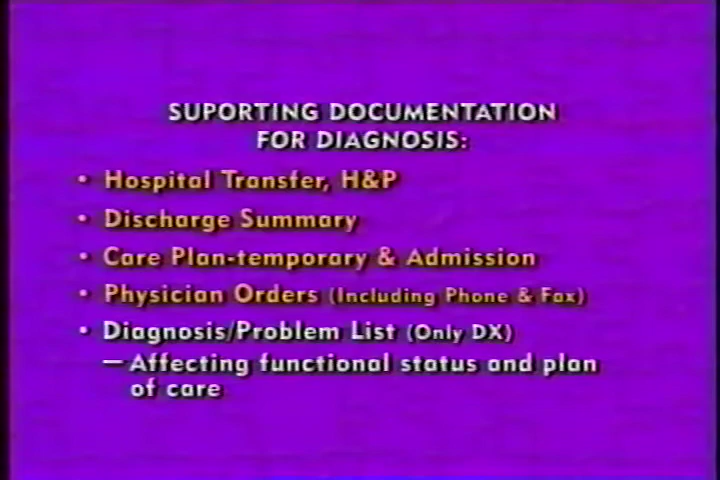 SUPORTING DOCUMENTATION
FOR DIAGNOSIS:
• Hospital Transfer, H&P
• Discharge Summary
• Care Plan-temporary & Admission
• Physician Orders (Including Phone & Fax)
• Diagnosis/Problem List (Only DX)
— Affecting functional status and plan
of care